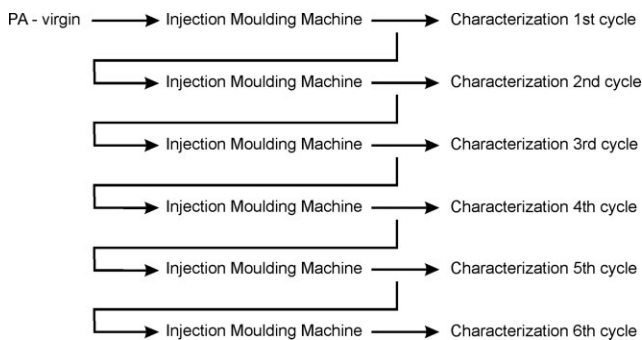 PA - virgin Injection Moulding Machine Characterization 1st cycle
Injection Moulding Machine Characterization 2nd cycle
Injection Moulding Machine Characterization 3rd cycle
Injection Moulding Machine Characterization 4th cycle
Injection Moulding Machine Characterization 5th cycle
Injection Moulding Machine Characterization 6th cycle